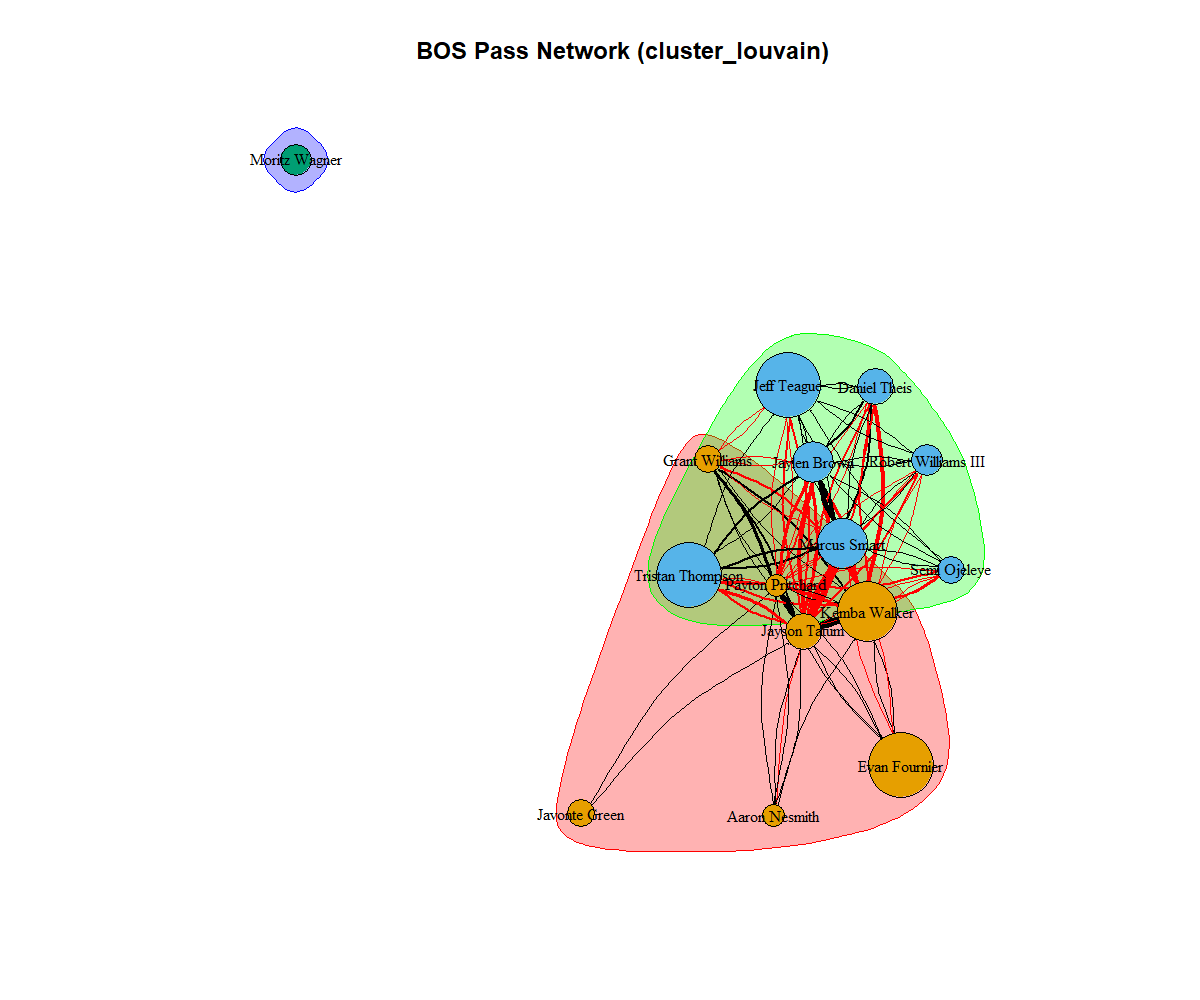 BOS Pass Network (cluster_louvain)
Moritz Wagner
Jeff Teague
Daniel Theis
Grant Williams
Jaylen Brown
Robert Williams III
Marcus Smart
Tristan Thompson
Payton Pritchard
Semi Ojeleye
Kemba Walker
Jayson Tatum
Evan Fournier
Javonte Green
Aaron Nesmith